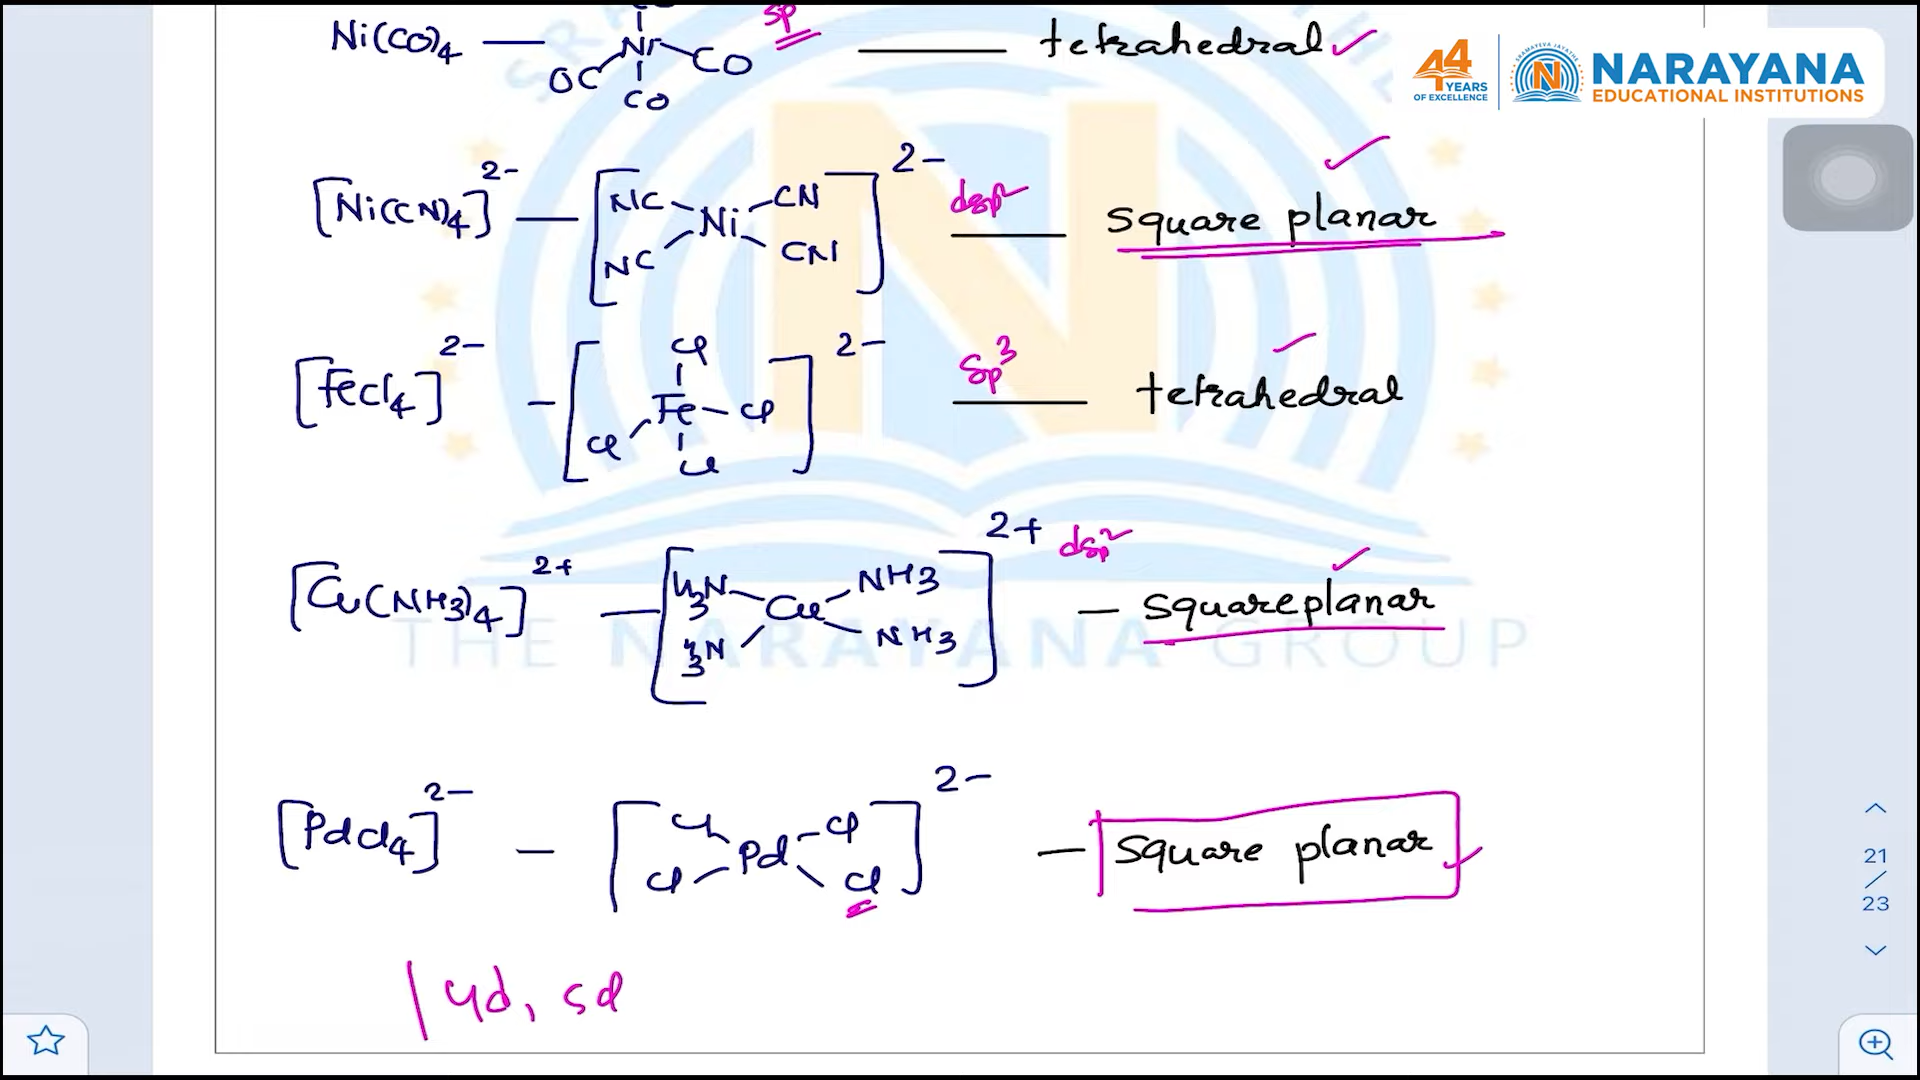 Ni(CO)4 — Ni CO OC CO sp — tetrahedral
44 YEARS OF EXCELLENCE NARAYANA EDUCATIONAL INSTITUTIONS
[Ni(CN)4]2- — [NC NC Ni CN CN]2- dsp2 — square planar
[FeCl4]2- — [Cl Fe Cl Cl Cl]2- sp3 — tetrahedral
[Cu(NH3)4]2+ — [H3N H3N Cu NH3 NH3]2+ dsp2 — squareplanar
THE NARAYANA GROUP
[PdCl4]2- — [Cl Cl Pd Cl Cl]2- — square planar
21 / 23
4d, 5d